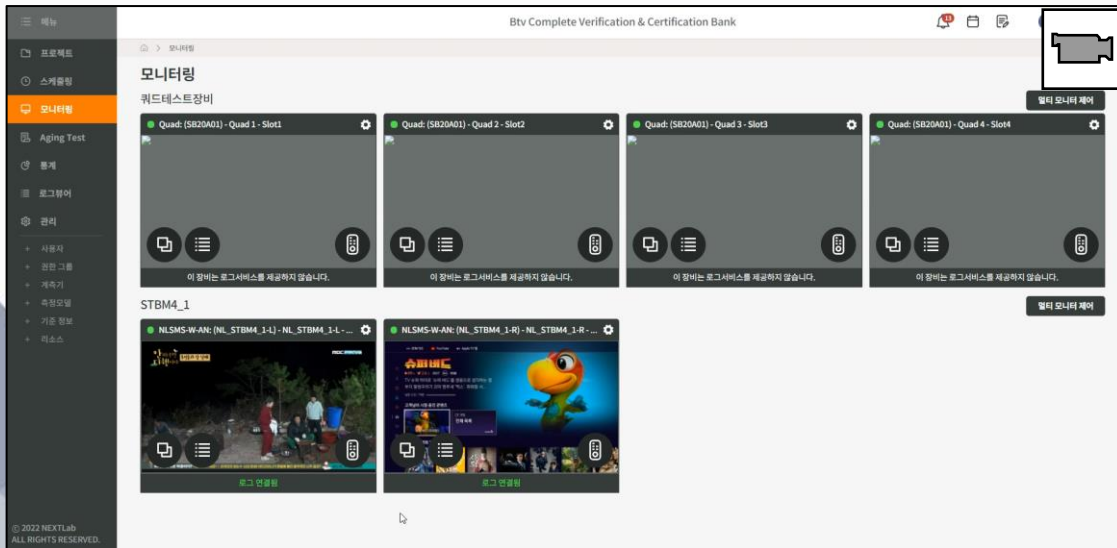 메뉴
Btv Complete Verification & Certification Bank
13
프로젝트
스케줄링
모니터링
Aging Test
통계
로그뷰어
관리
사용자
권한 그룹
계측기
측정모델
기준 정보
리소스
© 2022 NEXTLab
ALL RIGHTS RESERVED.
모니터링
모니터링
쿼드테스트장비
멀티 모니터 제어
Quad: (SB20A01) - Quad 1 - Slot1
Quad: (SB20A01) - Quad 2 - Slot2
Quad: (SB20A01) - Quad 3 - Slot3
Quad: (SB20A01) - Quad 4 - Slot4
이 장비는 로그서비스를 제공하지 않습니다.
이 장비는 로그서비스를 제공하지 않습니다.
이 장비는 로그서비스를 제공하지 않습니다.
이 장비는 로그서비스를 제공하지 않습니다.
STBM4_1
멀티 모니터 제어
NLSMS-W-AN: (NL_STBM4_1-L) - NL_STBM4_1-L - ...
NLSMS-W-AN: (NL_STBM4_1-R) - NL_STBM4_1-R - ...
슈퍼버드
로그 연결됨
로그 연결됨